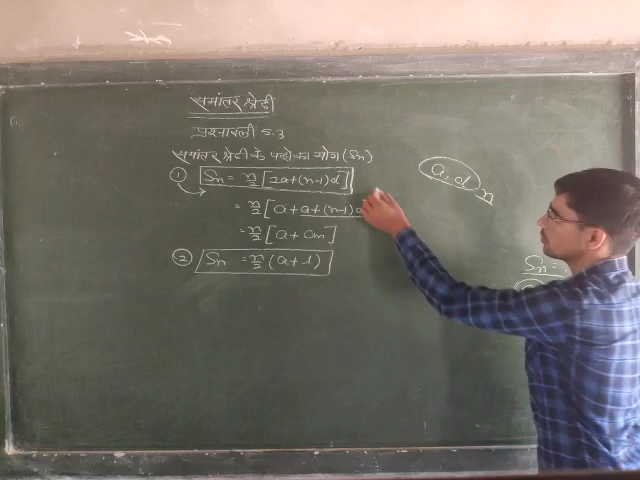 समांतर श्रेढ़ी
प्रश्नावली 5.3
समांतर श्रेढ़ी के पदों का योग (Sn)
① Sn = n/2 [2a+(n-1)d]
= n/2 [a + a + (n-1)d
= n/2 [a + an]
② Sn = n/2 (a + l)
a, d
n
Sn =